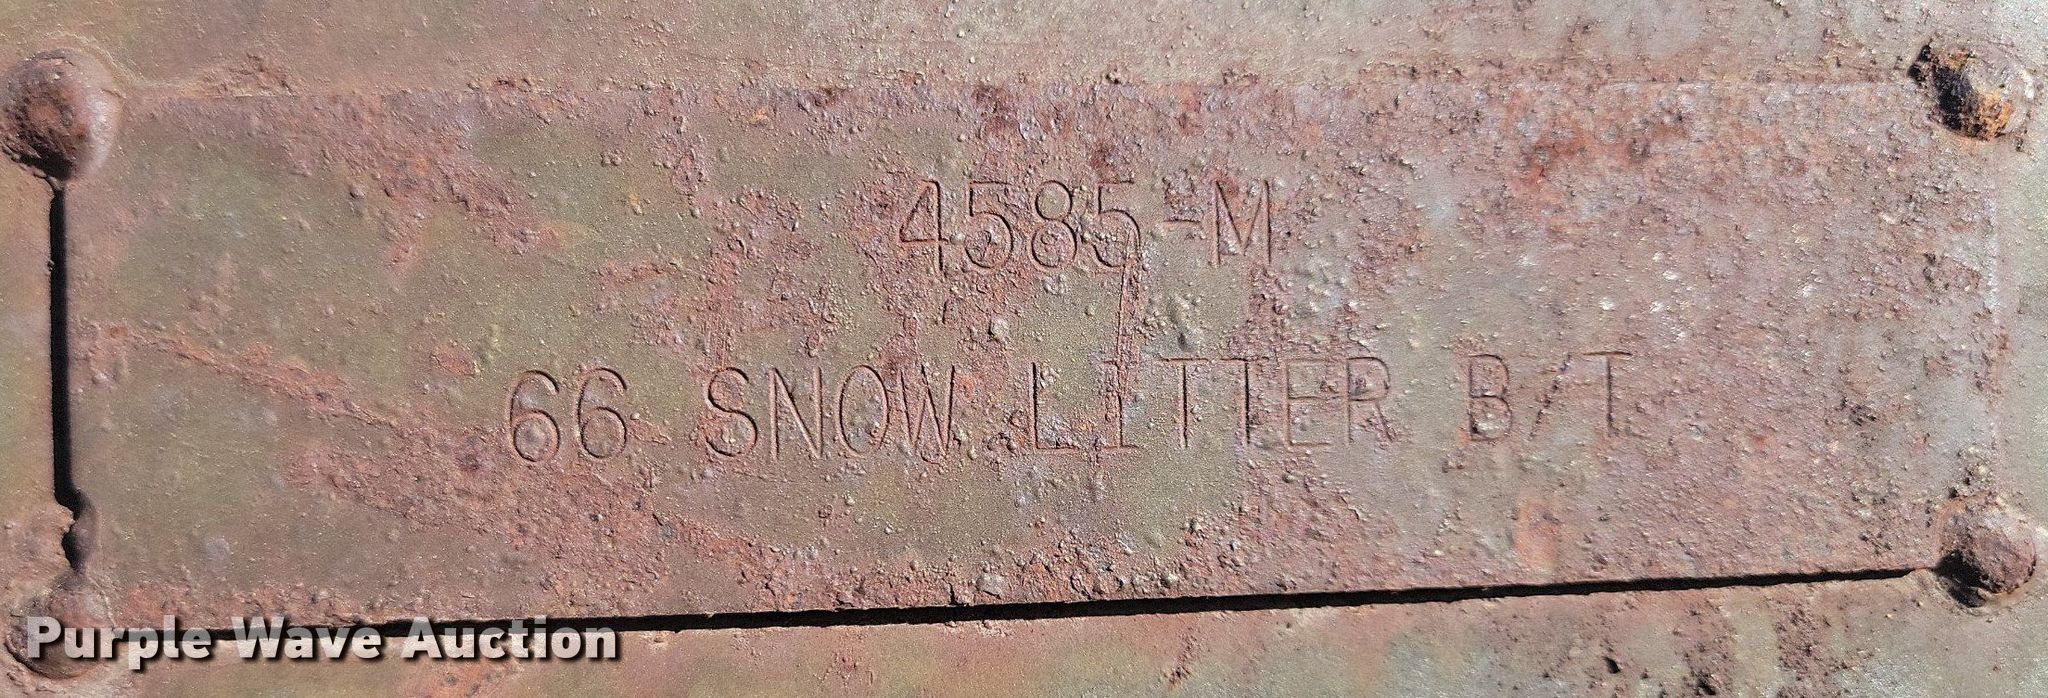 4585-M
66 SNOW LITTER B/T
Purple Wave Auction